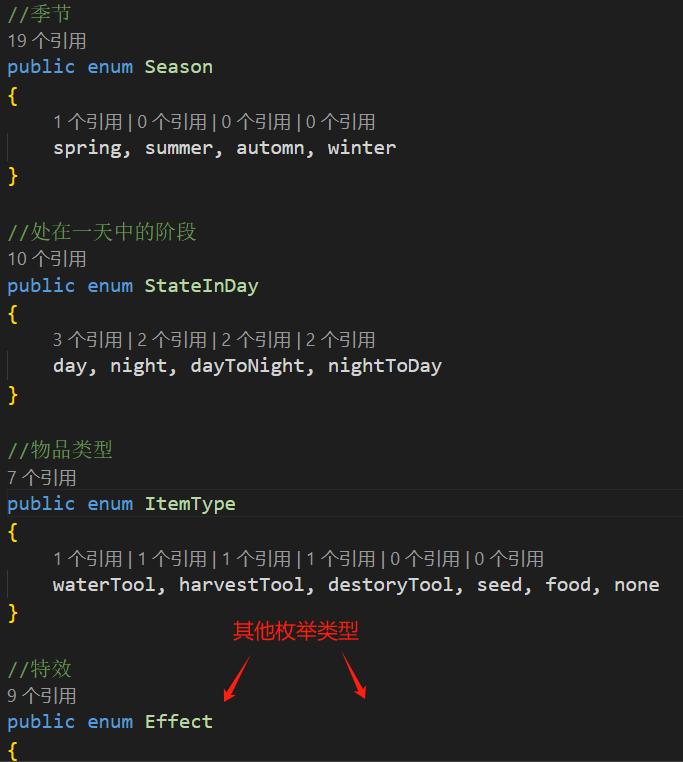 //季节
19 个引用
public enum Season
{
1 个引用 | 0 个引用 | 0 个引用 | 0 个引用
spring, summer, automn, winter
}
//处在一天中的阶段
10 个引用
public enum StateInDay
{
3 个引用 | 2 个引用 | 2 个引用 | 2 个引用
day, night, dayToNight, nightToDay
}
//物品类型
7 个引用
public enum ItemType
{
1 个引用 | 1 个引用 | 1 个引用 | 1 个引用 | 0 个引用 | 0 个引用
waterTool, harvestTool, destoryTool, seed, food, none
}
其他枚举类型
//特效
9 个引用
public enum Effect
{